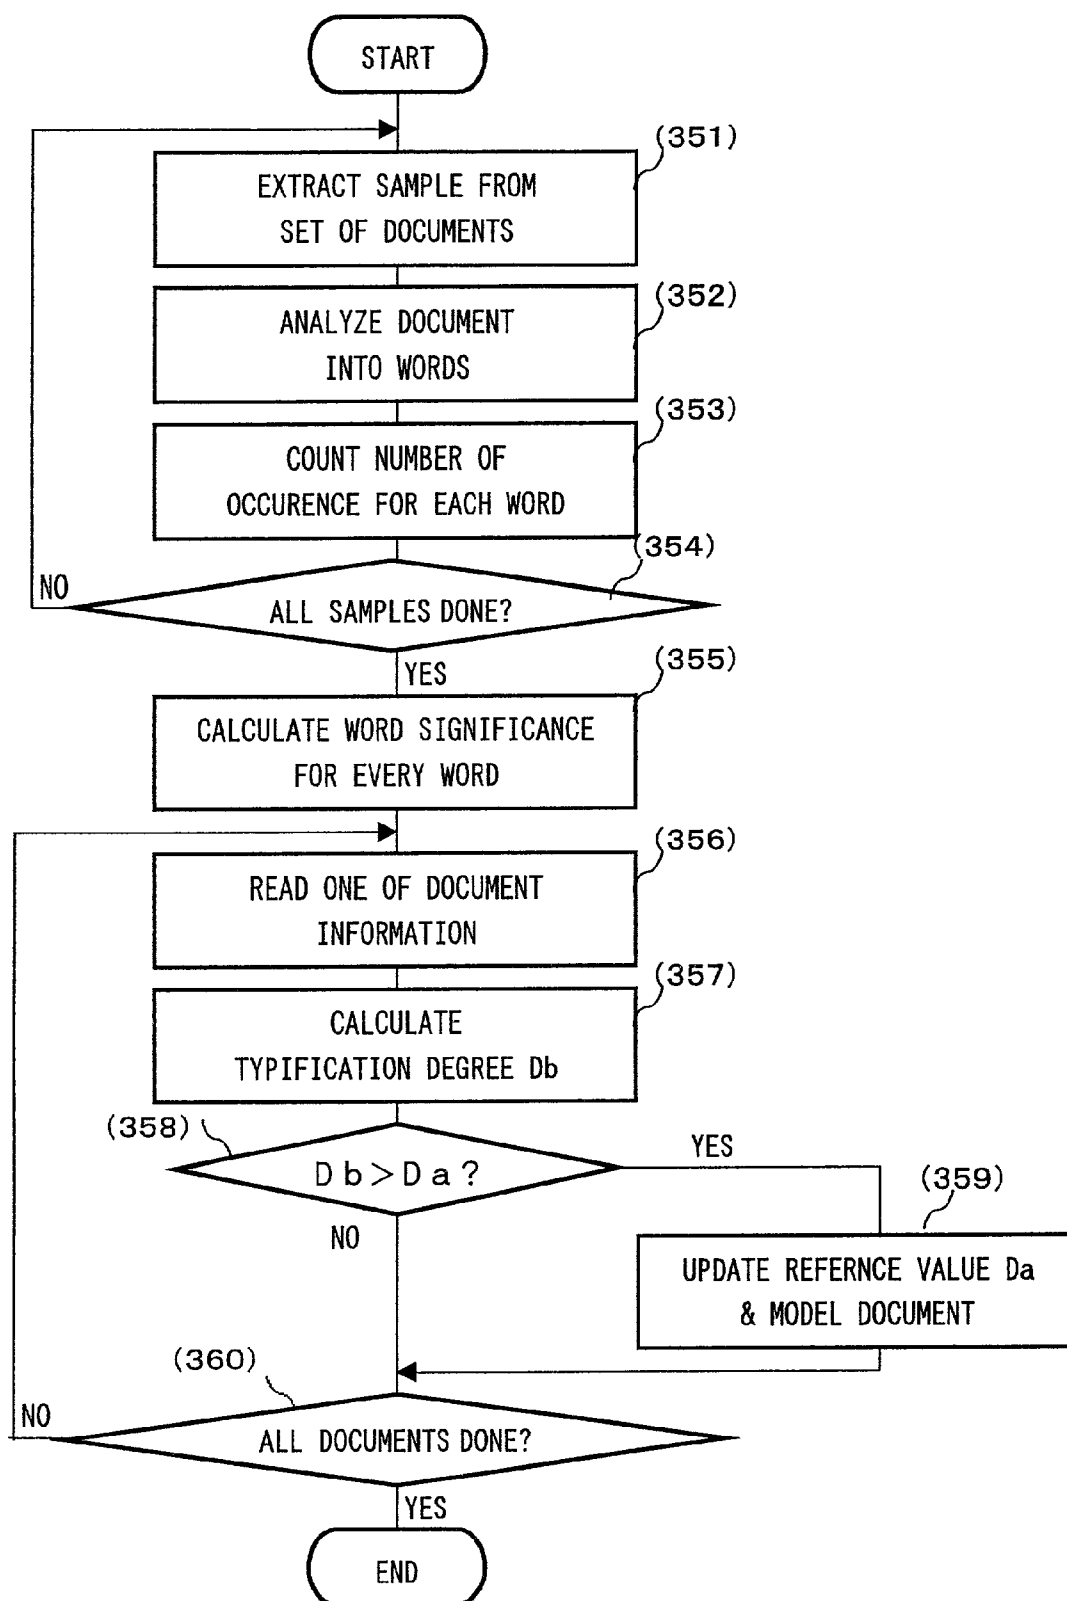 START
(351)
EXTRACT SAMPLE FROM
SET OF DOCUMENTS
(352)
ANALYZE DOCUMENT
INTO WORDS
(353)
COUNT NUMBER OF
OCCURENCE FOR EACH WORD
(354)
NO
ALL SAMPLES DONE?
YES
(355)
CALCULATE WORD SIGNIFICANCE
FOR EVERY WORD
(356)
READ ONE OF DOCUMENT
INFORMATION
(357)
CALCULATE
TYPIFICATION DEGREE Db
(358)
Db>Da?
YES
NO
(359)
UPDATE REFERNCE VALUE Da
& MODEL DOCUMENT
(360)
NO
ALL DOCUMENTS DONE?
YES
END